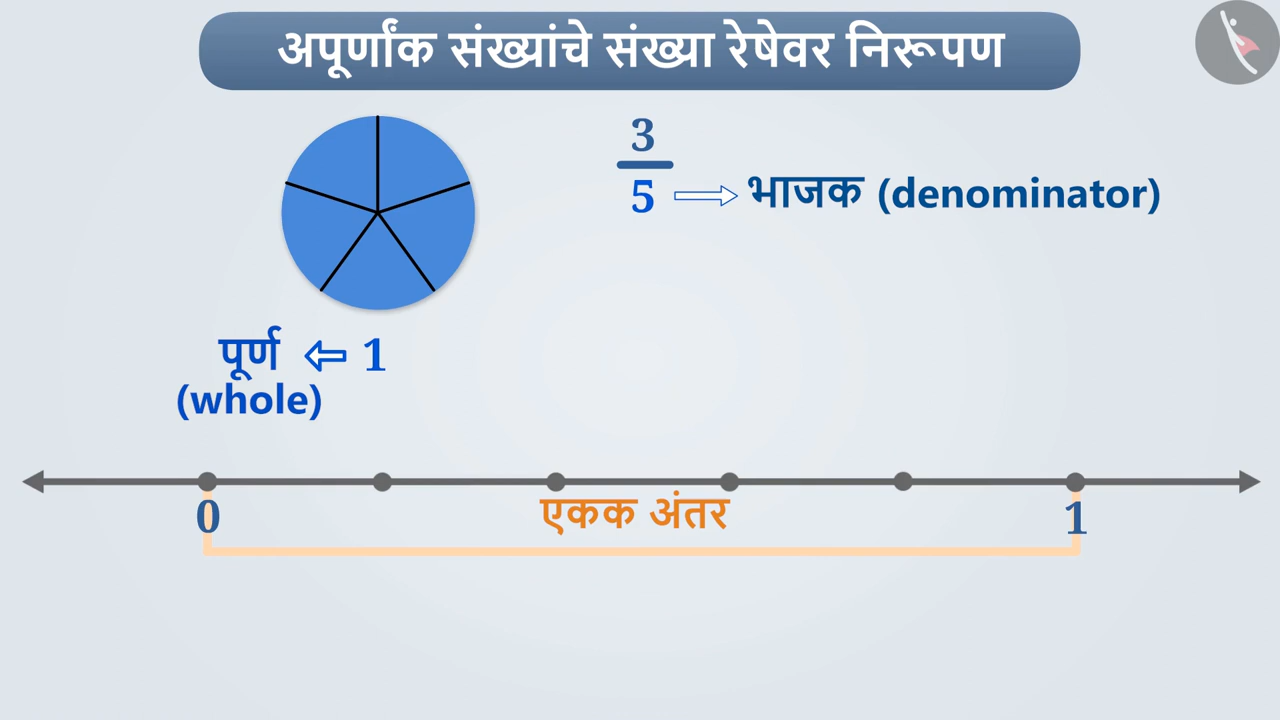 अपूर्णांक संख्यांचे संख्या रेषेवर निरूपण
3
5 ⇨ भाजक (denominator)
पूर्ण ⇦ 1
(whole)
0 एकक अंतर 1